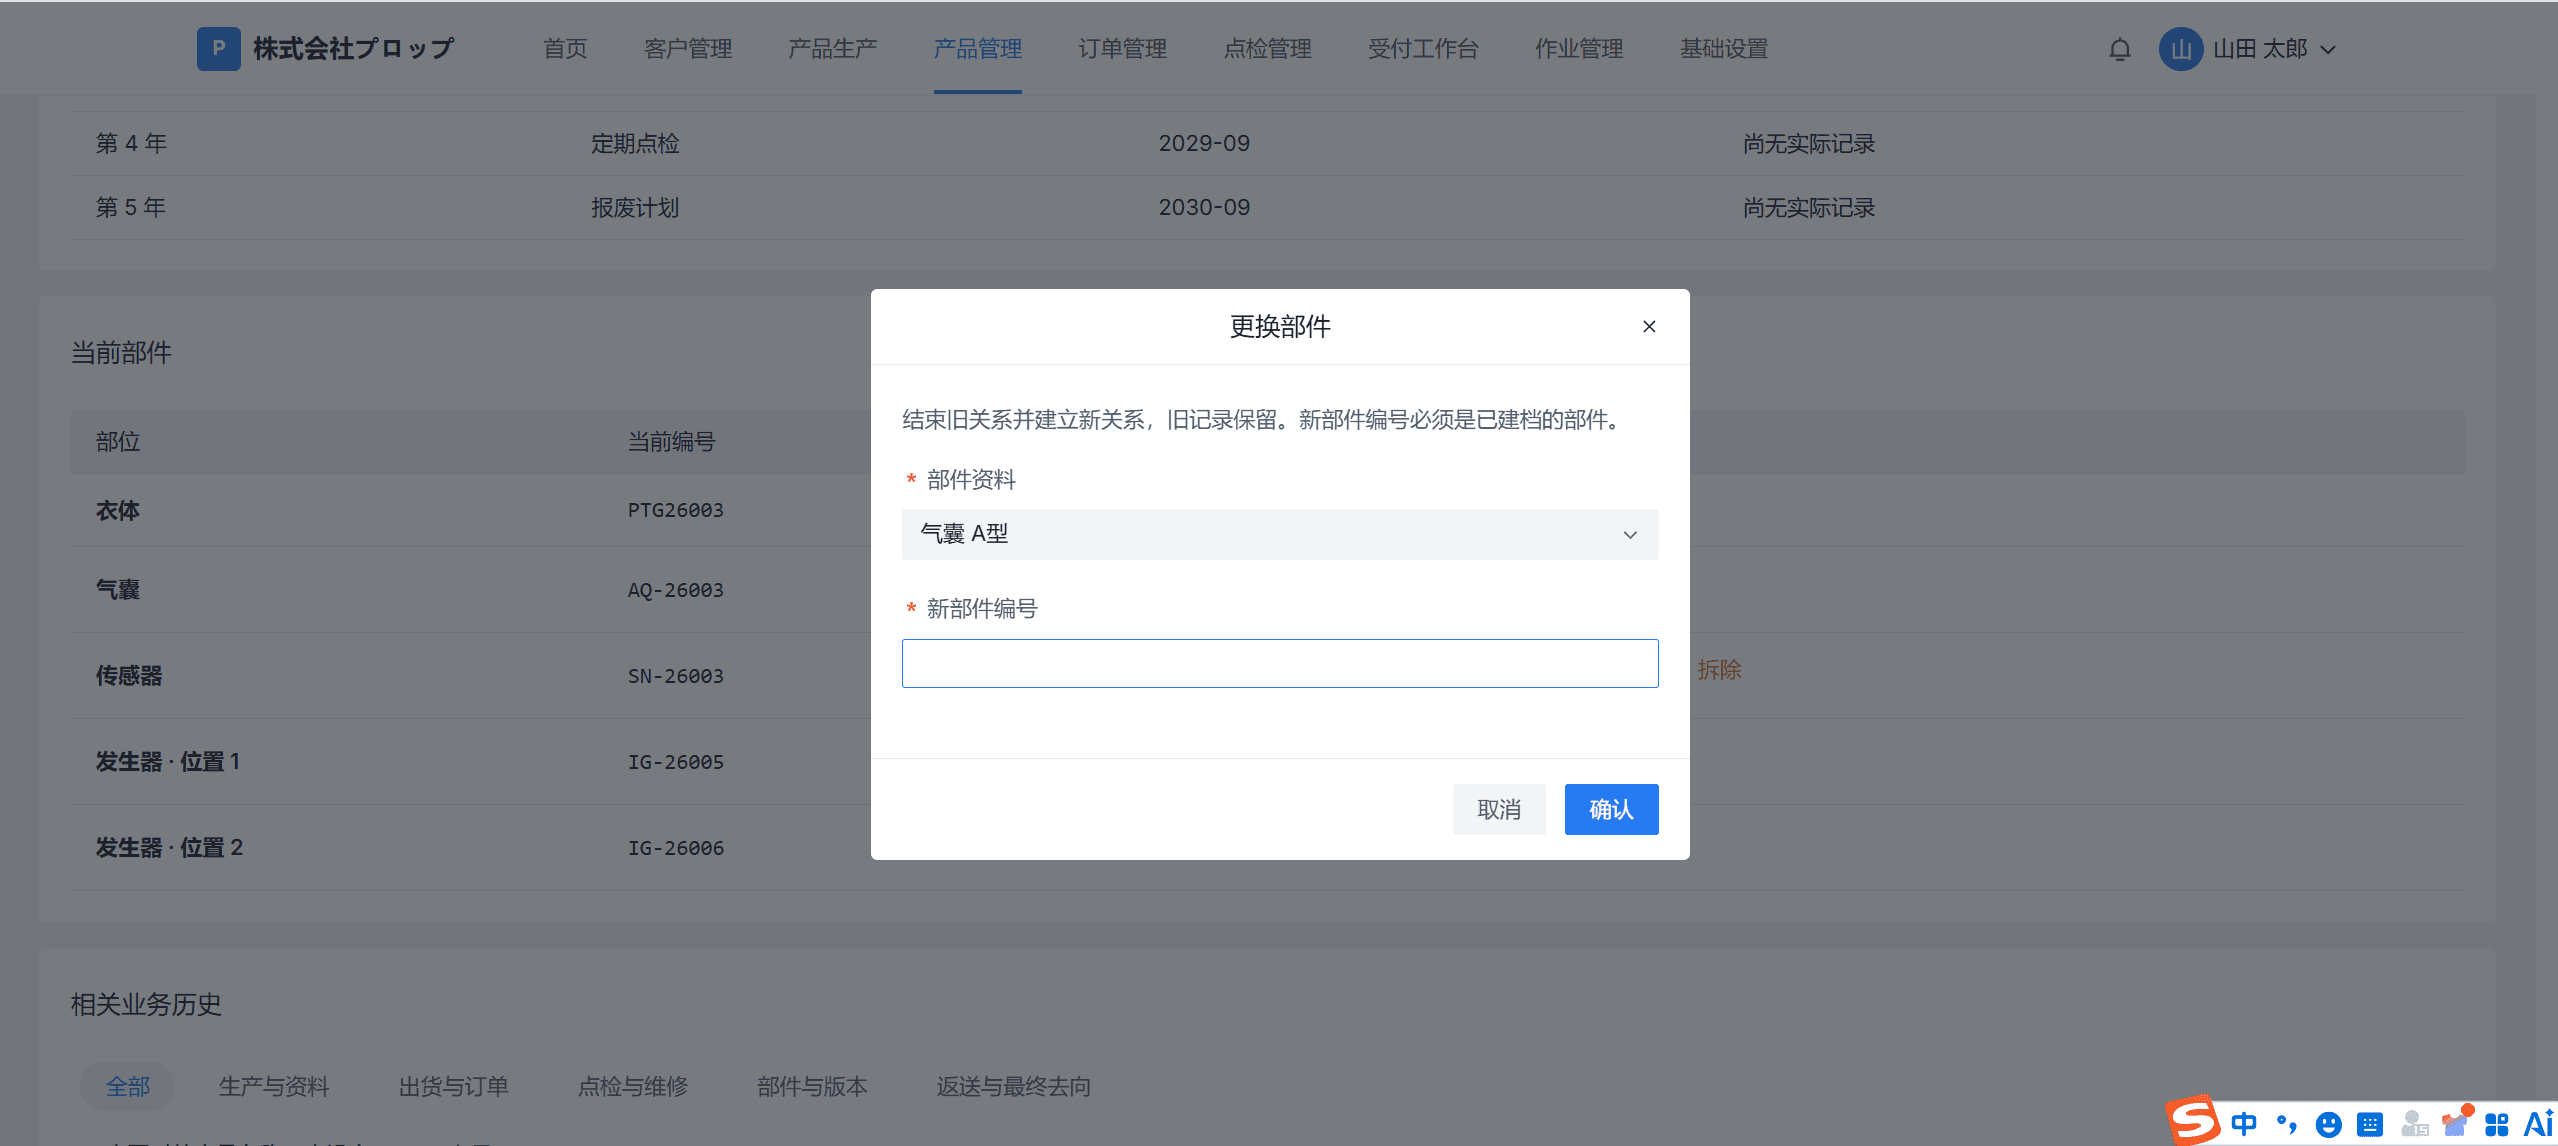 P 株式会社プロップ 首页 客户管理 产品生产 产品管理 订单管理 点检管理 受付工作台 作业管理 基础设置 山 山田 太郎
第 4 年 定期点检 2029-09 尚无实际记录
第 5 年 报废计划 2030-09 尚无实际记录
当前部件
部位 当前编号
衣体 PTG26003
气囊 AQ-26003
传感器 SN-26003 拆除
发生器 · 位置 1 IG-26005
发生器 · 位置 2 IG-26006
更换部件
结束旧关系并建立新关系，旧记录保留。新部件编号必须是已建档的部件。
* 部件资料
气囊 A型
* 新部件编号
取消 确认
相关业务历史
全部 生产与资料 出货与订单 点检与维修 部件与版本 返送与最终去向
S 中 Ai